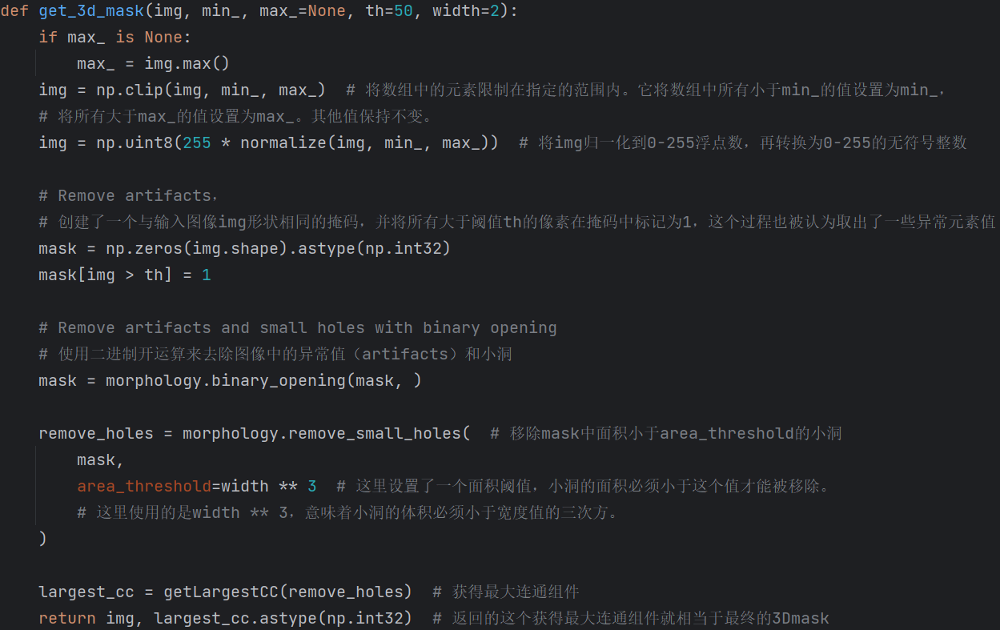 def get_3d_mask(img, min_, max_=None, th=50, width=2):
    if max_ is None:
        max_ = img.max()
    img = np.clip(img, min_, max_)  # 将数组中的元素限制在指定的范围内。它将数组中所有小于min_的值设置为min_，
    # 将所有大于max_的值设置为max_。其他值保持不变。
    img = np.uint8(255 * normalize(img, min_, max_))  # 将img归一化到0-255浮点数，再转换为0-255的无符号整数
    # Remove artifacts，
    # 创建了一个与输入图像img形状相同的掩码，并将所有大于阈值th的像素在掩码中标记为1，这个过程也被认为取出了一些异常元素值
    mask = np.zeros(img.shape).astype(np.int32)
    mask[img > th] = 1
    # Remove artifacts and small holes with binary opening
    # 使用二进制开运算来去除图像中的异常值（artifacts）和小洞
    mask = morphology.binary_opening(mask, )
    remove_holes = morphology.remove_small_holes(  # 移除mask中面积小于area_threshold的小洞
        mask,
        area_threshold=width ** 3  # 这里设置了一个面积阈值，小洞的面积必须小于这个值才能被移除。
        # 这里使用的是width ** 3，意味着小洞的体积必须小于宽度值的三次方。
    )
    largest_cc = getLargestCC(remove_holes)  # 获得最大连通组件
    return img, largest_cc.astype(np.int32)  # 返回的这个获得最大连通组件就相当于最终的3Dmask